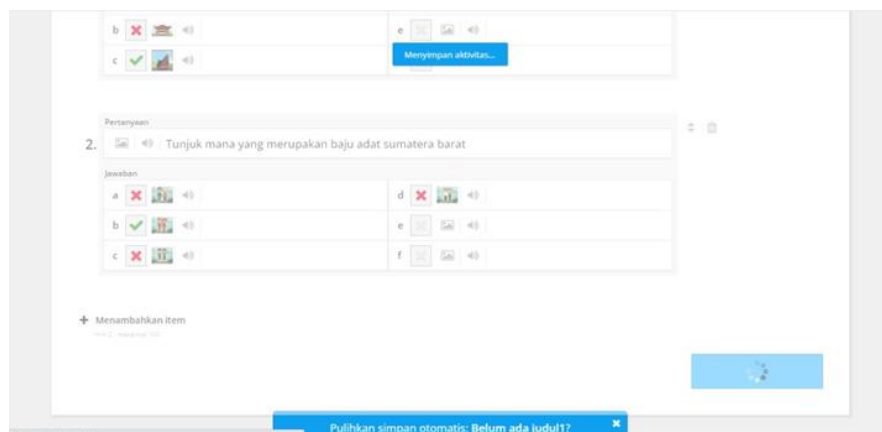 b
e
c
Menyimpan aktivitas...
Pertanyaan
2. Tunjuk mana yang merupakan baju adat sumatera barat
Jawaban
a
d
b
e
c
f
+ Menambahkan item
Pulihkan simpan otomatis: Belum ada judul1?